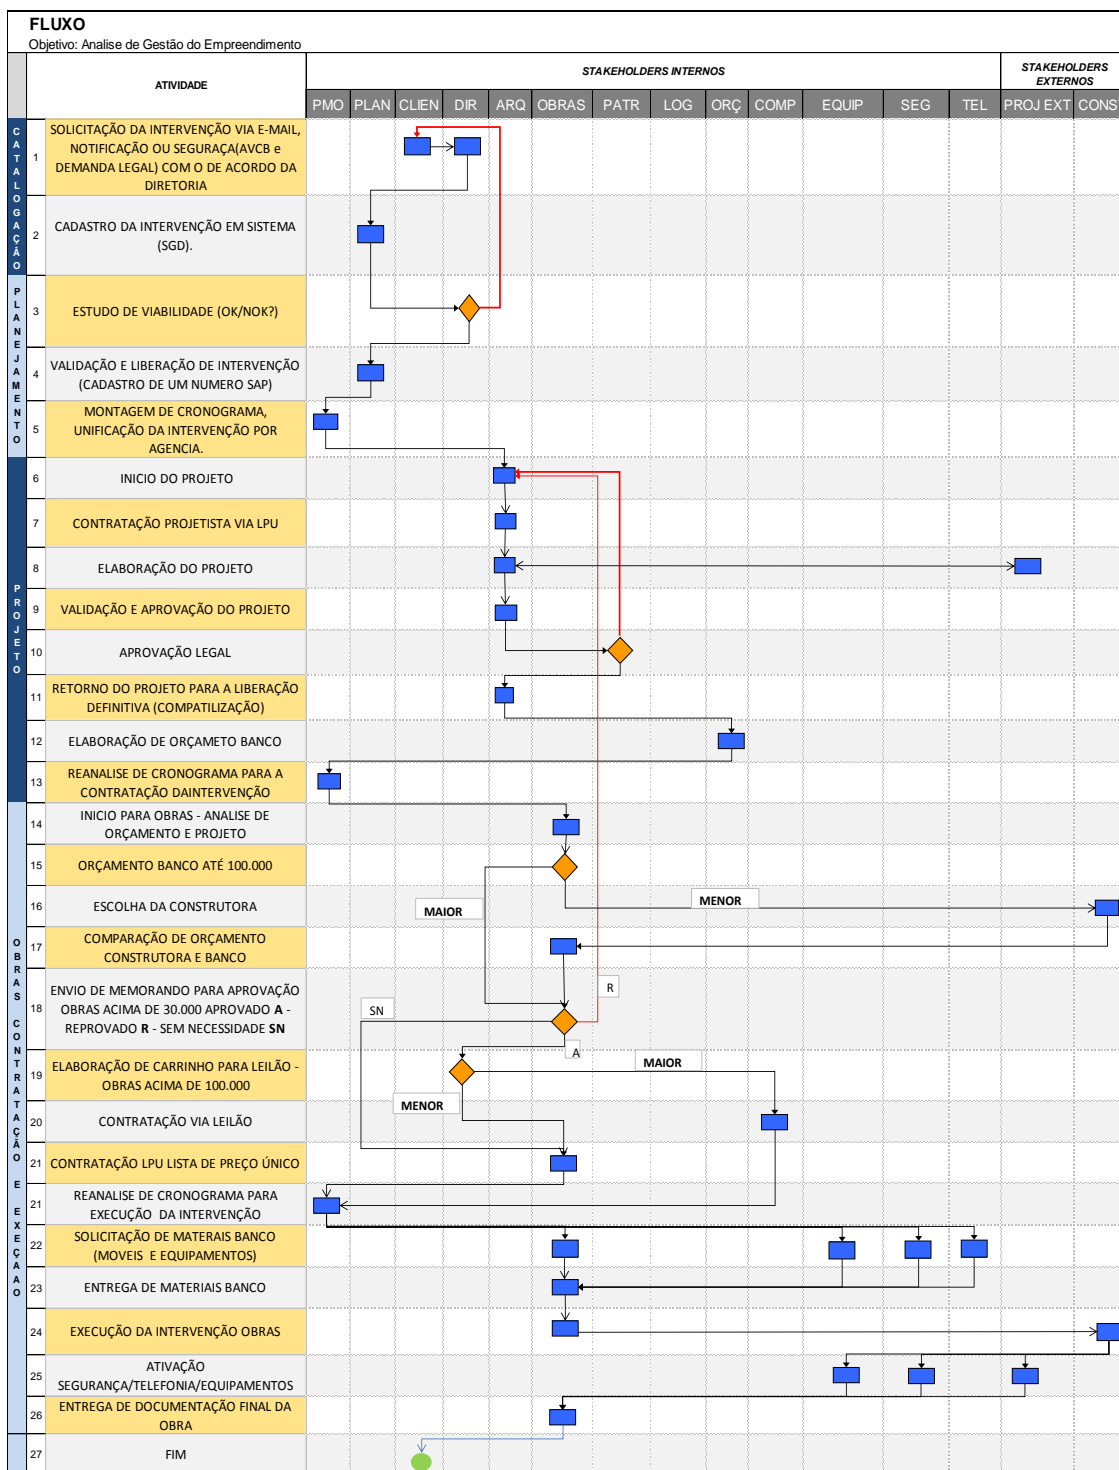 FLUXO
Objetivo: Analise de Gestão do Empreendimento
ATIVIDADE
STAKEHOLDERS INTERNOS
STAKEHOLDERS
EXTERNOS
PMO PLAN CLIEN DIR ARQ OBRAS PATR LOG ORÇ COMP EQUIP SEG TEL PROJ EXT CONS
CATALOGAÇÃO
1
SOLICITAÇÃO DA INTERVENÇÃO VIA E-MAIL,
NOTIFICAÇÃO OU SEGURAÇA(AVCB e
DEMANDA LEGAL) COM O DE ACORDO DA
DIRETORIA
2
CADASTRO DA INTERVENÇÃO EM SISTEMA
(SGD).
PLANEJAMENTO
3
ESTUDO DE VIABILIDADE (OK/NOK?)
4
VALIDAÇÃO E LIBERAÇÃO DE INTERVENÇÃO
(CADASTRO DE UM NUMERO SAP)
5
MONTAGEM DE CRONOGRAMA,
UNIFICAÇÃO DA INTERVENÇÃO POR
AGENCIA.
PROJETO
6
INICIO DO PROJETO
7
CONTRATAÇÃO PROJETISTA VIA LPU
8
ELABORAÇÃO DO PROJETO
9
VALIDAÇÃO E APROVAÇÃO DO PROJETO
10
APROVAÇÃO LEGAL
11
RETORNO DO PROJETO PARA A LIBERAÇÃO
DEFINITIVA (COMPATILIZAÇÃO)
12
ELABORAÇÃO DE ORÇAMETO BANCO
13
REANALISE DE CRONOGRAMA PARA A
CONTRATAÇÃO DAINTERVENÇÃO
OBRAS CONTRATAÇÃO E EXEÇAAO
14
INICIO PARA OBRAS - ANALISE DE
ORÇAMENTO E PROJETO
15
ORÇAMENTO BANCO ATÉ 100.000
16
ESCOLHA DA CONSTRUTORA
MAIOR
MENOR
17
COMPARAÇÃO DE ORÇAMENTO
CONSTRUTORA E BANCO
18
ENVIO DE MEMORANDO PARA APROVAÇÃO
OBRAS ACIMA DE 30.000 APROVADO A -
REPROVADO R - SEM NECESSIDADE SN
R
SN
A
19
ELABORAÇÃO DE CARRINHO PARA LEILÃO -
OBRAS ACIMA DE 100.000
MAIOR
MENOR
20
CONTRATAÇÃO VIA LEILÃO
21
CONTRATAÇÃO LPU LISTA DE PREÇO ÚNICO
21
REANALISE DE CRONOGRAMA PARA
EXECUÇÃO DA INTERVENÇÃO
22
SOLICITAÇÃO DE MATERAIS BANCO
(MOVEIS E EQUIPAMENTOS)
23
ENTREGA DE MATERIAIS BANCO
24
EXECUÇÃO DA INTERVENÇÃO OBRAS
25
ATIVAÇÃO
SEGURANÇA/TELEFONIA/EQUIPAMENTOS
26
ENTREGA DE DOCUMENTAÇÃO FINAL DA
OBRA
27
FIM